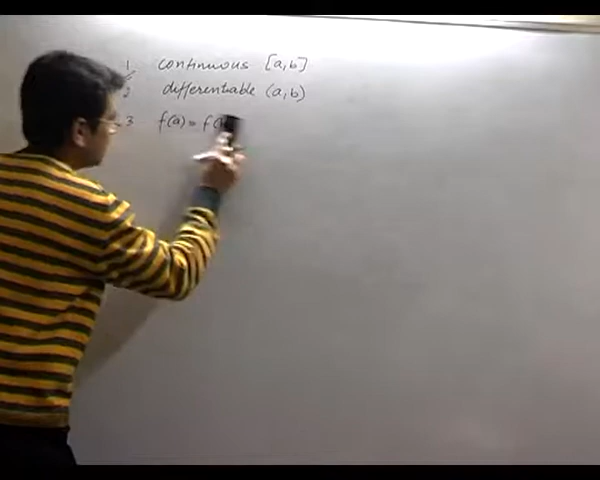 1 continuous [a,b]
2 differentiable (a,b)
3 f(a) = f(